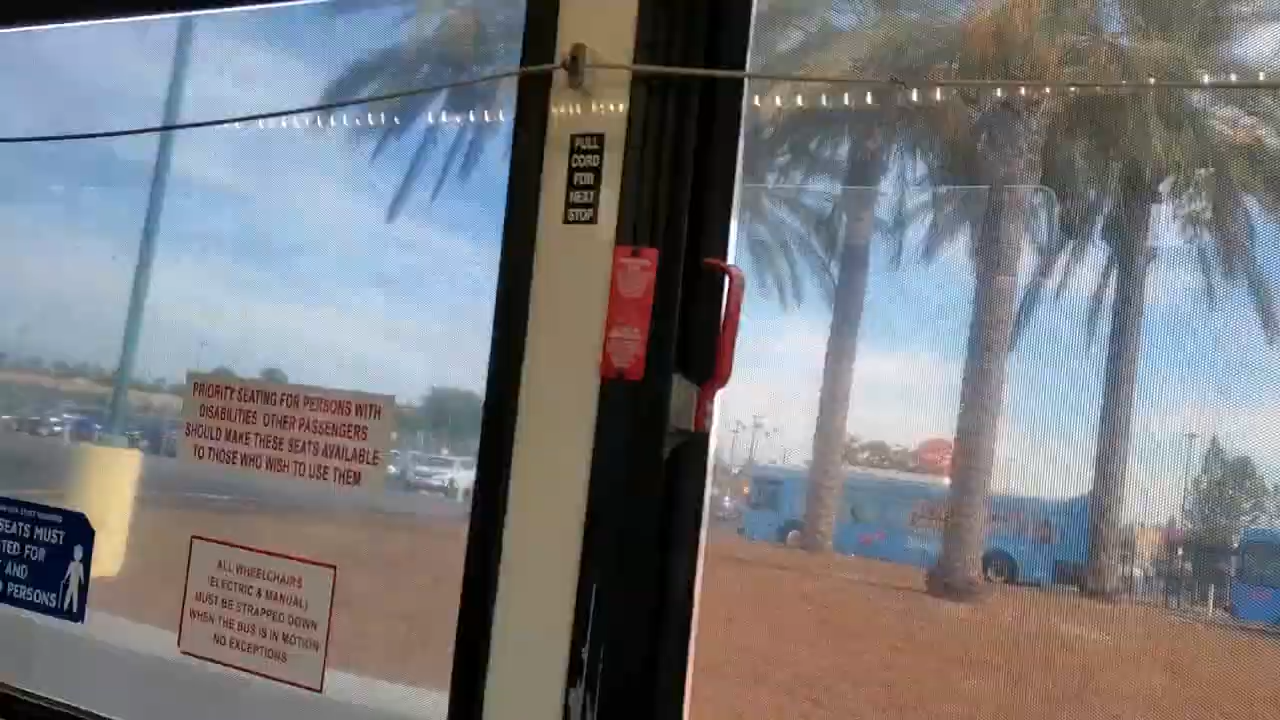 PULL
CORD
FOR
NEXT
STOP
PRIORITY SEATING FOR PERSONS WITH
DISABILITIES OTHER PASSENGERS
SHOULD MAKE THESE SEATS AVAILABLE
TO THOSE WHO WISH TO USE THEM
SEATS MUST
TED FOR
AND
PERSONS
ALL WHEELCHAIRS
(ELECTRIC & MANUAL)
MUST BE STRAPPED DOWN
WHEN THE BUS IS IN MOTION
NO EXCEPTIONS